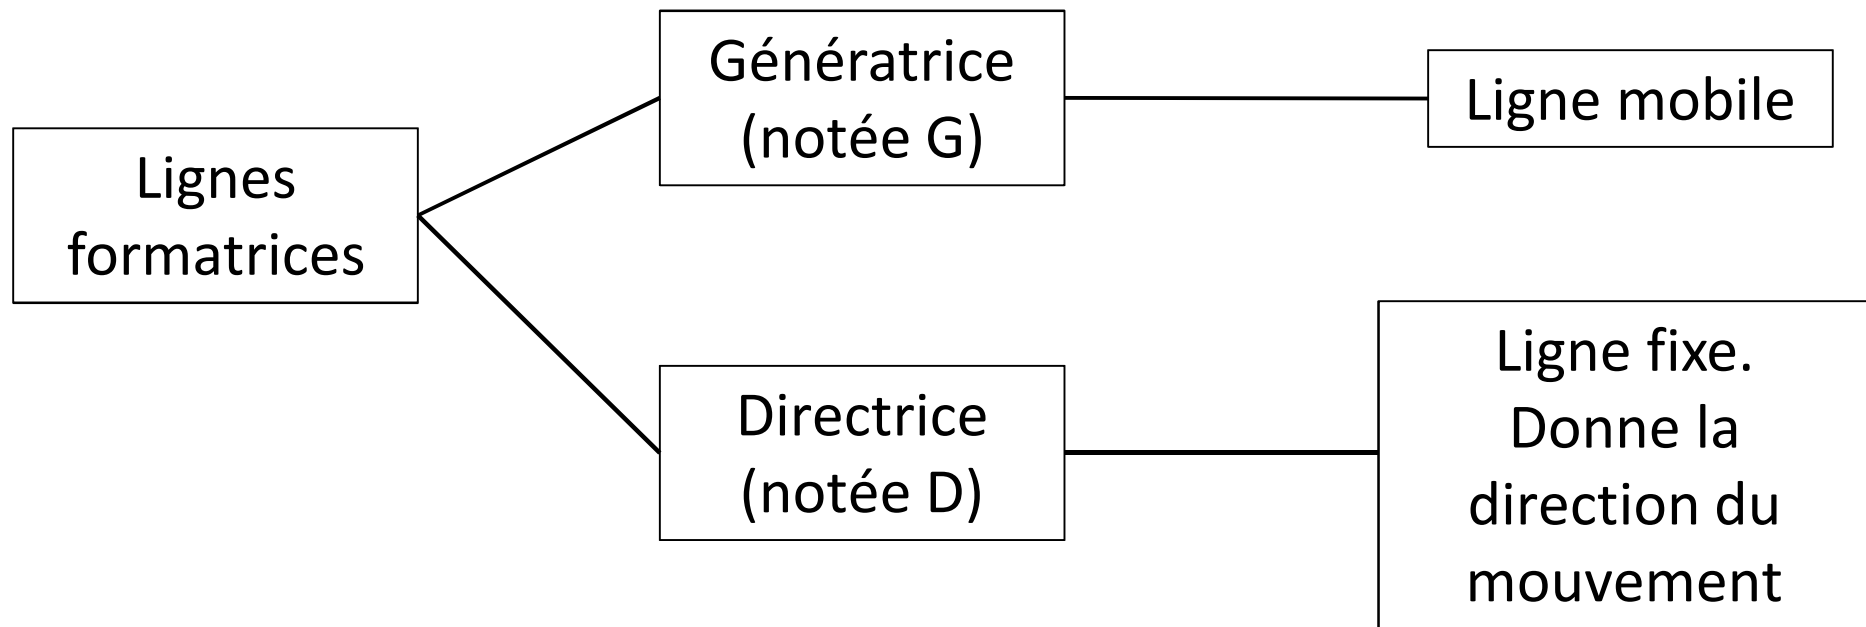 Lignes
formatrices
Génératrice
(notée G)
Ligne mobile
Directrice
(notée D)
Ligne fixe.
Donne la
direction du
mouvement